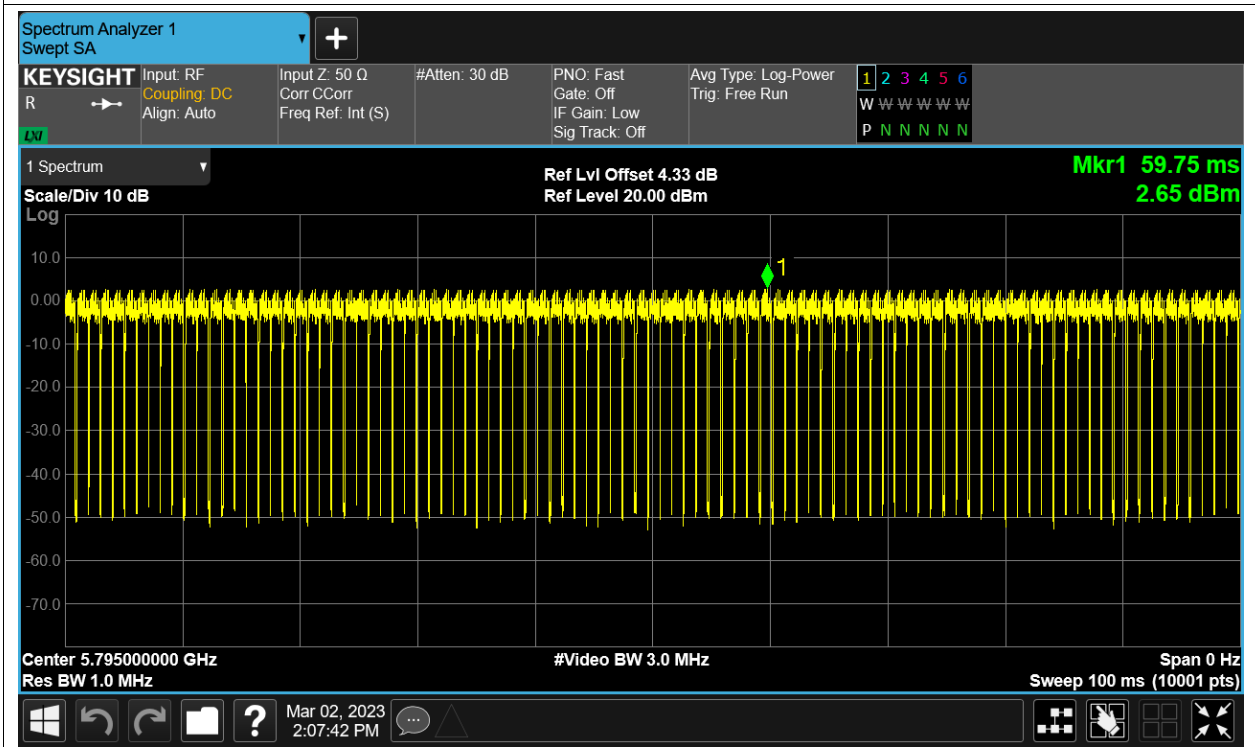 Spectrum Analyzer 1
Swept SA
KEYSIGHT
R
LXI
Input: RF
Coupling: DC
Align: Auto
Input Z: 50 Ω
Corr CCorr
Freq Ref: Int (S)
#Atten: 30 dB
PNO: Fast
Gate: Off
IF Gain: Low
Sig Track: Off
Avg Type: Log-Power
Trig: Free Run
1 2 3 4 5 6
W W W W W W
P N N N N N
1 Spectrum
Scale/Div 10 dB
Ref Lvl Offset 4.33 dB
Ref Level 20.00 dBm
Mkr1 59.75 ms
2.65 dBm
Log
1
10.0
0.00
-10.0
-20.0
-30.0
-40.0
-50.0
-60.0
-70.0
Center 5.795000000 GHz
Res BW 1.0 MHz
#Video BW 3.0 MHz
Span 0 Hz
Sweep 100 ms (10001 pts)
?
Mar 02, 2023
2:07:42 PM